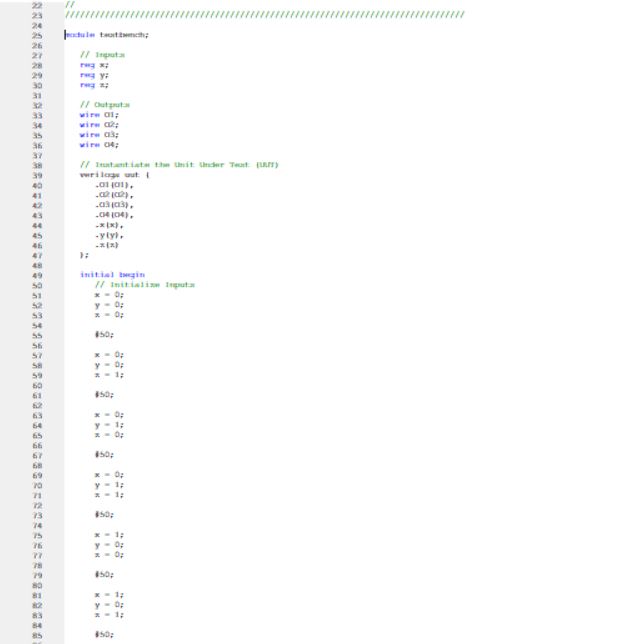 22 //
23 ////////////////////////////////////////////////////////////////////////////////
24
25 module testbench;
26
27 // Inputs
28 reg x;
29 reg y;
30 reg z;
31
32 // Outputs
33 wire O1;
34 wire O2;
35 wire O3;
36 wire O4;
37
38 // Instantiate the Unit Under Test (UUT)
39 verilogs uut (
40 .O1(O1),
41 .O2(O2),
42 .O3(O3),
43 .O4(O4),
44 .x(x),
45 .y(y),
46 .z(z)
47 );
48
49 initial begin
50 // Initialize Inputs
51 x = 0;
52 y = 0;
53 z = 0;
54
55 #50;
56
57 x = 0;
58 y = 0;
59 z = 1;
60
61 #50;
62
63 x = 0;
64 y = 1;
65 z = 0;
66
67 #50;
68
69 x = 0;
70 y = 1;
71 z = 1;
72
73 #50;
74
75 x = 1;
76 y = 0;
77 z = 0;
78
79 #50;
80
81 x = 1;
82 y = 0;
83 z = 1;
84
85 #50;